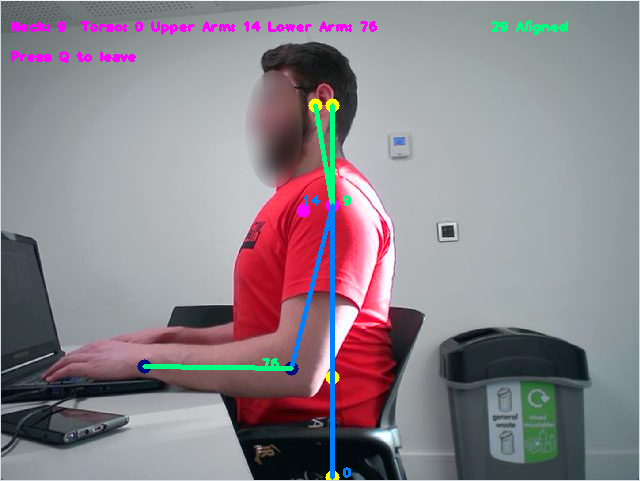 Neck: 9 Torso: 0 Upper Arm: 14 Lower Arm: 76
29 Aligned
Press Q to leave
14
9
76
0
general
waste
mixed
recyclables